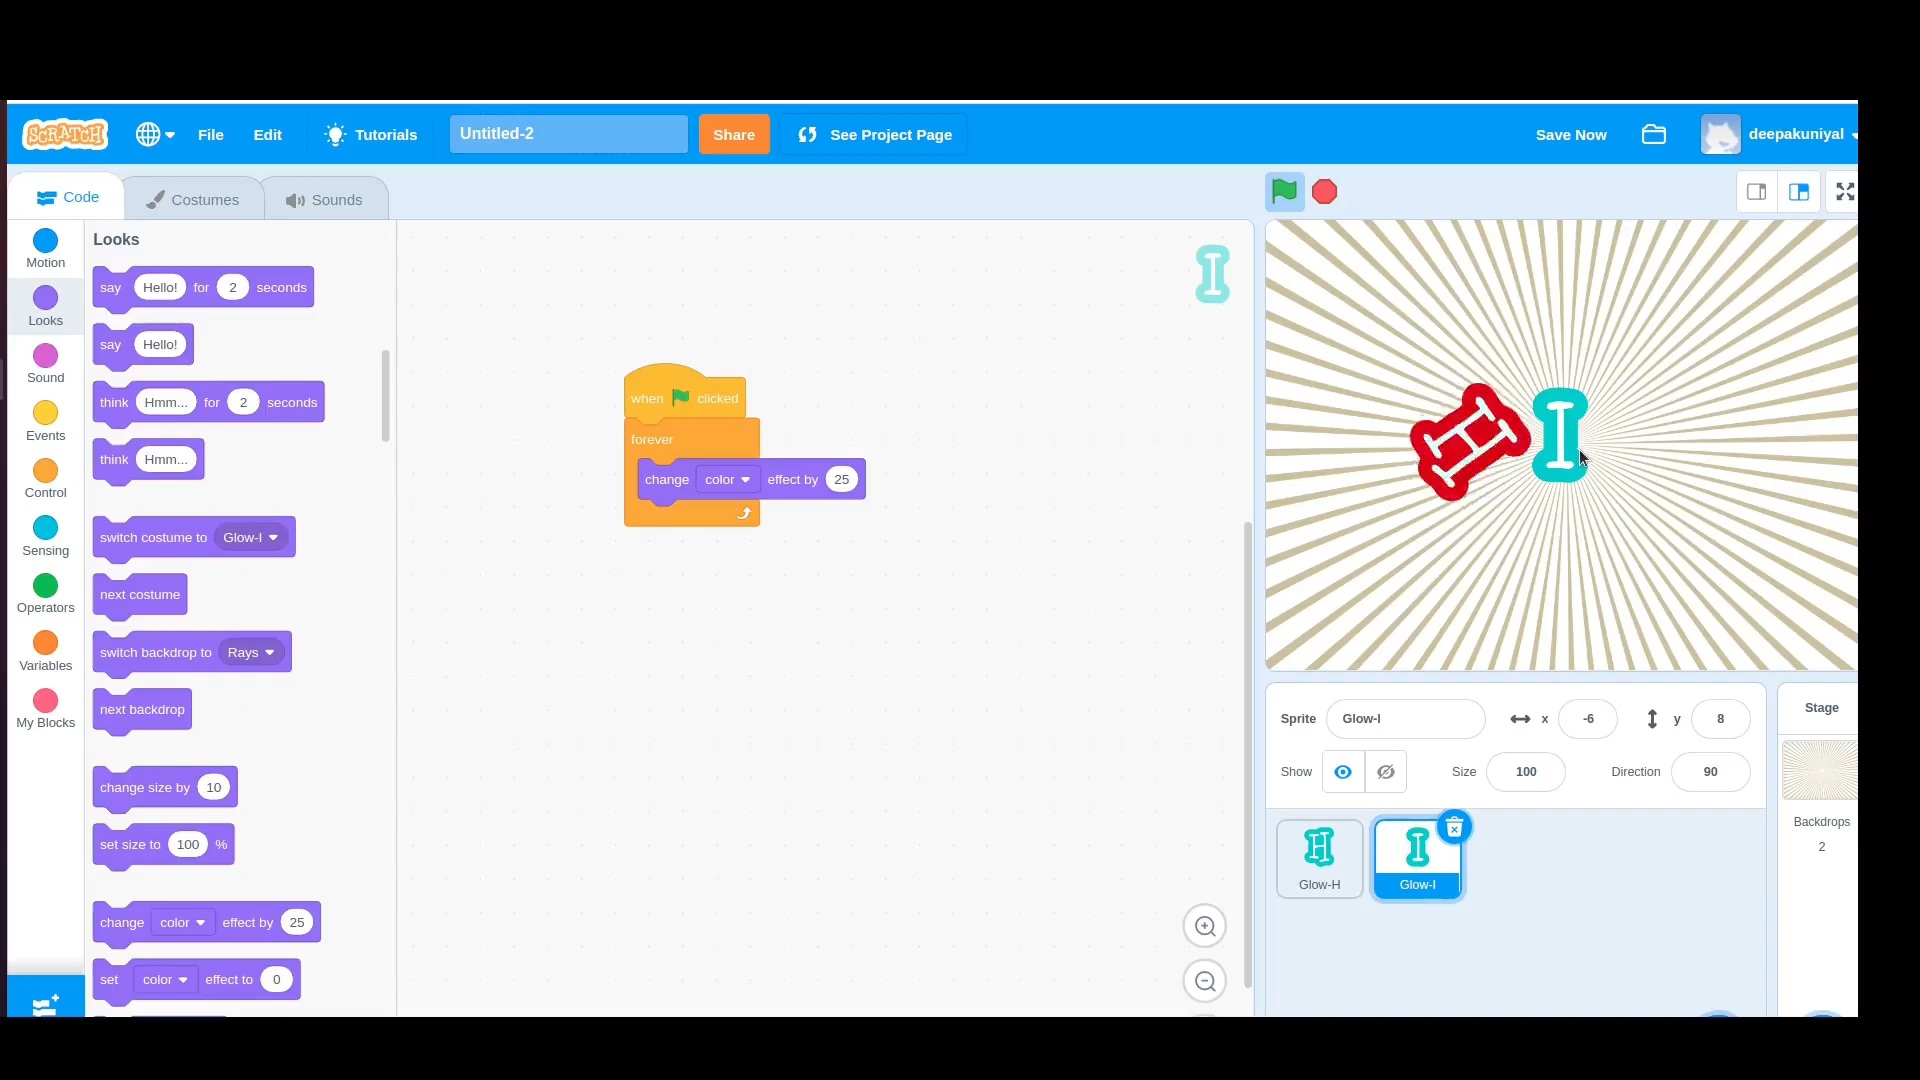 SCRATCH
File
Edit
Tutorials
Untitled-2
Share
See Project Page
Save Now
deepakuniyal
Code
Costumes
Sounds
Motion
Looks
Sound
Events
Control
Sensing
Operators
Variables
My Blocks
Looks
say Hello! for 2 seconds
say Hello!
think Hmm... for 2 seconds
think Hmm...
switch costume to Glow-I
next costume
switch backdrop to Rays
next backdrop
change size by 10
set size to 100 %
change color effect by 25
set color effect to 0
when clicked
forever
change color effect by 25
I
H I
Sprite Glow-I x -6 y 8
Show Size 100 Direction 90
H
Glow-H
I
Glow-I
Stage
Backdrops
2